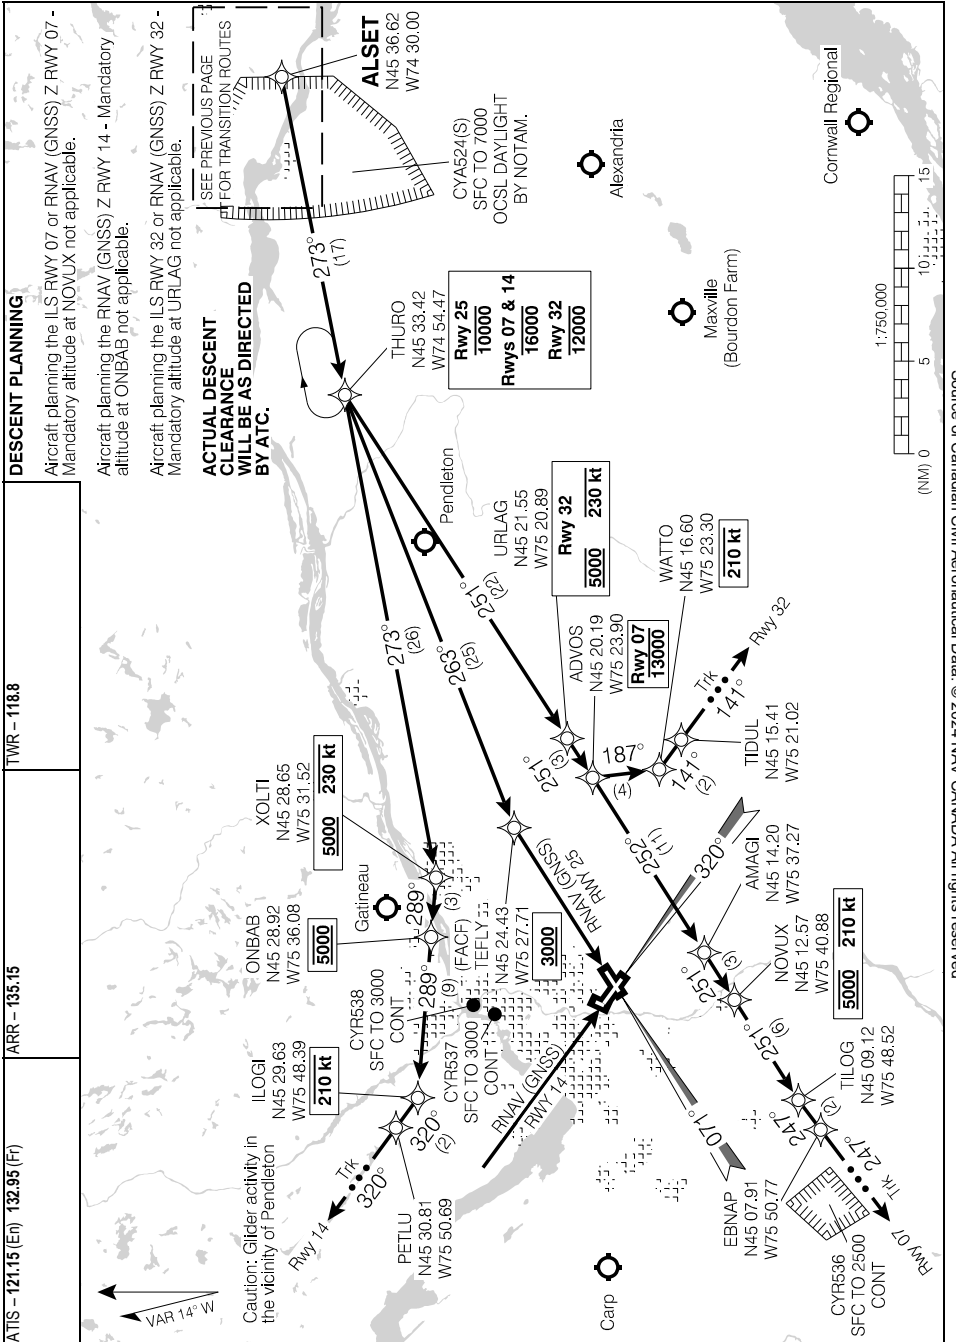 ATIS – 121.15 (En) 132.95 (Fr)
ARR – 135.15
TWR – 118.8
DESCENT PLANNING
Aircraft planning the ILS RWY 07 or RNAV (GNSS) Z RWY 07 -
Mandatory altitude at NOVUX not applicable.
Aircraft planning the RNAV (GNSS) Z RWY 14 - Mandatory
altitude at ONBAB not applicable.
Aircraft planning the ILS RWY 32 or RNAV (GNSS) Z RWY 32 -
Mandatory altitude at URLAG not applicable.
ACTUAL DESCENT
CLEARANCE
WILL BE AS DIRECTED
BY ATC.
SEE PREVIOUS PAGE
FOR TRANSITION ROUTES
ALSET
N45 36.62
W74 30.00
CYA524(S)
SFC TO 7000
OCSL DAYLIGHT
BY NOTAM.
273°
(17)
THURO
N45 33.42
W74 54.47
Rwy 25
10000
Rwys 07 & 14
16000
Rwy 32
12000
Alexandria
Cornwall Regional
Maxville
(Bourdon Farm)
1:750,000
(NM) 0
5
10
15
Pendleton
273°
(26)
263°
(25)
251°
(22)
URLAG
N45 21.55
W75 20.89
Rwy 32
5000 230 kt
ADVOS
N45 20.19
W75 23.90
Rwy 07
13000
WATTO
N45 16.60
W75 23.30
210 kt
251°
(3)
187°
(4)
141°
(2)
Trk
141°
Rwy 32
TIDUL
N45 15.41
W75 21.02
XOLTI
N45 28.65
W75 31.52
5000 230 kt
Gatineau
ONBAB
N45 28.92
W75 36.08
5000
289°
(3)
289°
(9)
(FACF)
TEFLY
N45 24.43
W75 27.71
3000
RNAV (GNSS)
RWY 25
CYR538
SFC TO 3000
CONT
CYR537
SFC TO 3000
CONT
ILOGI
N45 29.63
W75 48.39
210 kt
320°
(2)
Trk
320°
Rwy 14
PETLU
N45 30.81
W75 50.69
RNAV (GNSS)
RWY 14
320°
071°
252°
(11)
AMAGI
N45 14.20
W75 37.27
251°
(3)
NOVUX
N45 12.57
W75 40.88
5000 210 kt
251°
(6)
TILOG
N45 09.12
W75 48.52
247°
(2)
EBNAP
N45 07.91
W75 50.77
247°
Trk
Rwy 07
CYR536
SFC TO 2500
CONT
Carp
Caution: Glider activity in
the vicinity of Pendleton
VAR 14° W